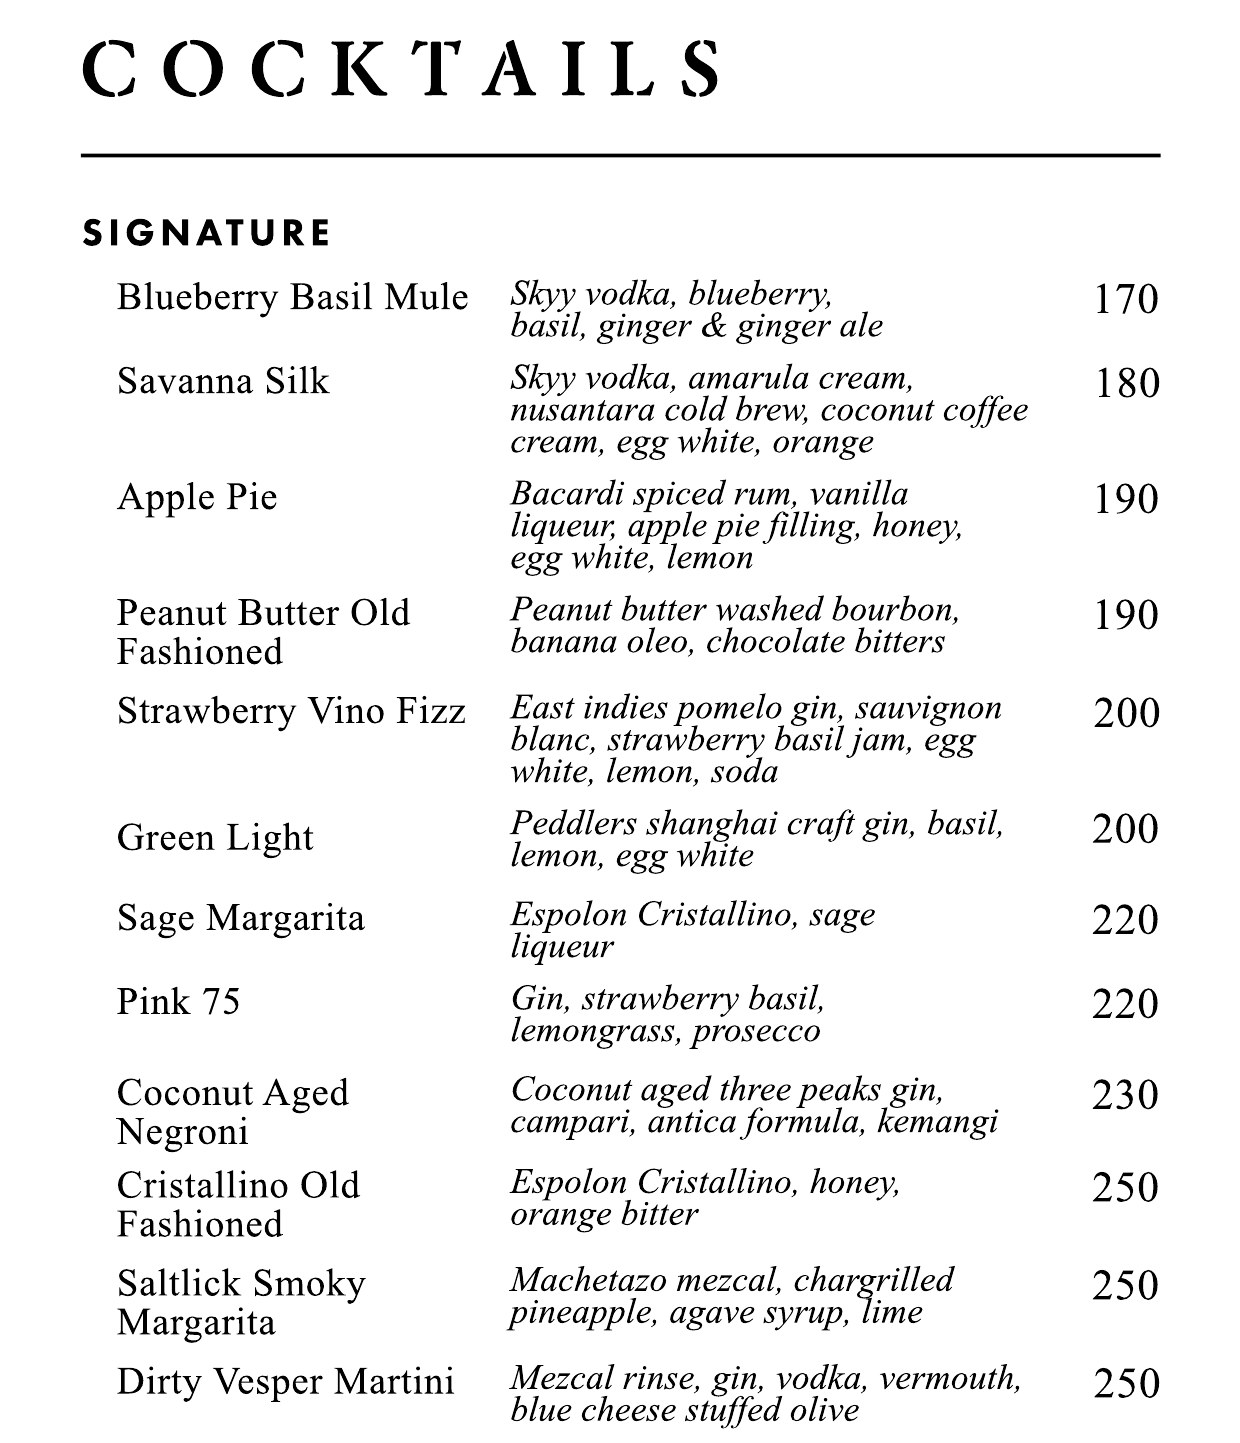 COCKTAILS
SIGNATURE
Blueberry Basil Mule Skyy vodka, blueberry, 170
basil, ginger & ginger ale
Savanna Silk Skyy vodka, amarula cream, 180
nusantara cold brew, coconut coffee
cream, egg white, orange
Apple Pie Bacardi spiced rum, vanilla 190
liqueur, apple pie filling, honey,
egg white, lemon
Peanut Butter Old Peanut butter washed bourbon, 190
Fashioned banana oleo, chocolate bitters
Strawberry Vino Fizz East indies pomelo gin, sauvignon 200
blanc, strawberry basil jam, egg
white, lemon, soda
Green Light Peddlers shanghai craft gin, basil, 200
lemon, egg white
Sage Margarita Espolon Cristallino, sage 220
liqueur
Pink 75 Gin, strawberry basil, 220
lemongrass, prosecco
Coconut Aged Coconut aged three peaks gin, 230
Negroni campari, antica formula, kemangi
Cristallino Old Espolon Cristallino, honey, 250
Fashioned orange bitter
Saltlick Smoky Machetazo mezcal, chargrilled 250
Margarita pineapple, agave syrup, lime
Dirty Vesper Martini Mezcal rinse, gin, vodka, vermouth, 250
blue cheese stuffed olive